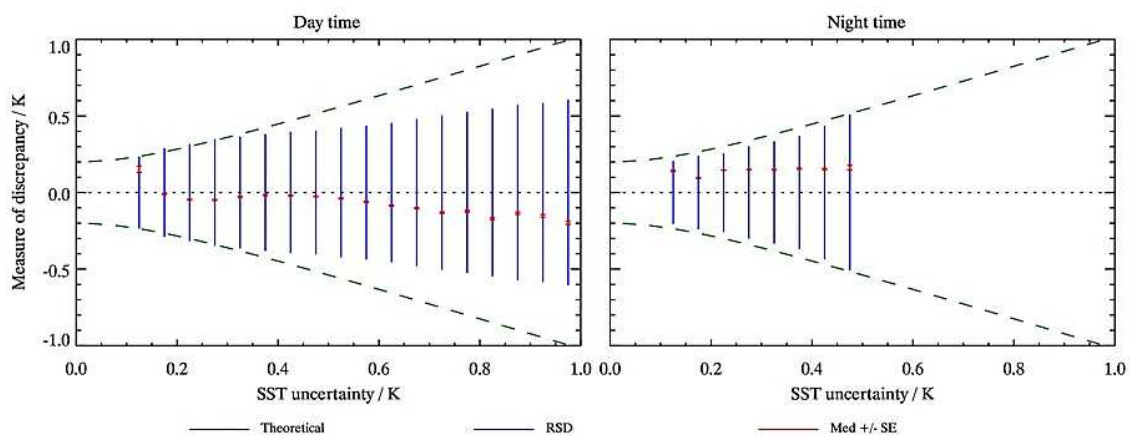 Day time
Night time
Measure of discrepancy / K
1.0
0.5
0.0
-0.5
-1.0
0.0 0.2 0.4 0.6 0.8 1.0
0.0 0.2 0.4 0.6 0.8 1.0
SST uncertainty / K
SST uncertainty / K
Theoretical RSD Med +/- SE